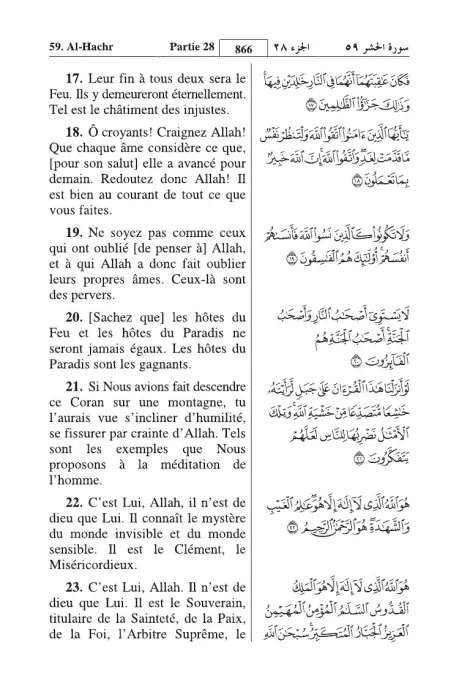 59. Al-Hachr Partie 28 866 الجزء ٢٨ سورة الحشر ٥٩
17. Leur fin à tous deux sera le
Feu. Ils y demeureront éternellement.
Tel est le châtiment des injustes.
18. Ô croyants! Craignez Allah!
Que chaque âme considère ce que,
[pour son salut] elle a avancé pour
demain. Redoutez donc Allah! Il
est bien au courant de tout ce que
vous faites.
19. Ne soyez pas comme ceux
qui ont oublié [de penser à] Allah,
et à qui Allah a donc fait oublier
leurs propres âmes. Ceux-là sont
des pervers.
20. [Sachez que] les hôtes du
Feu et les hôtes du Paradis ne
seront jamais égaux. Les hôtes du
Paradis sont les gagnants.
21. Si Nous avions fait descendre
ce Coran sur une montagne, tu
l’aurais vue s’incliner d’humilité,
se fissurer par crainte d’Allah. Tels
sont les exemples que Nous
proposons à la méditation de
l’homme.
22. C’est Lui, Allah, il n’est de
dieu que Lui. Il connaît le mystère
du monde invisible et du monde
sensible. Il est le Clément, le
Miséricordieux.
23. C’est Lui, Allah. Il n’est de
dieu que Lui. Il est le Souverain,
titulaire de la Sainteté, de la Paix,
de la Foi, l’Arbitre Suprême, le
فَكَانَ عَٰقِبَتَهُمَآ أَنَّهُمَا فِي ٱلنَّارِ خَٰلِدَيۡنِ فِيهَاۚ
وَذَٰلِكَ جَزَٰٓؤُاْ ٱلظَّٰلِمِينَ ١٧
يَٰٓأَيُّهَا ٱلَّذِينَ ءَامَنُواْ ٱتَّقُواْ ٱللَّهَ وَلۡتَنظُرۡ نَفۡسٞ
مَّا قَدَّمَتۡ لِغَدٖۖ وَٱتَّقُواْ ٱللَّهَۚ إِنَّ ٱللَّهَ خَبِيرُۢ
بِمَا تَعۡمَلُونَ ١٨
وَلَا تَكُونُواْ كَٱلَّذِينَ نَسُواْ ٱللَّهَ فَأَنسَىٰهُمۡ
أَنفُسَهُمۡۚ أُوْلَٰٓئِكَ هُمُ ٱلۡفَٰسِقُونَ ١٩
لَا يَسۡتَوِيٓ أَصۡحَٰبُ ٱلنَّارِ وَأَصۡحَٰبُ
ٱلۡجَنَّةِۚ أَصۡحَٰبُ ٱلۡجَنَّةِ هُمُ
ٱلۡفَآئِزُونَ ٢٠
لَوۡ أَنزَلۡنَا هَٰذَا ٱلۡقُرۡءَانَ عَلَىٰ جَبَلٖ لَّرَأَيۡتَهُۥ
خَٰشِعٗا مُّتَصَدِّعٗا مِّنۡ خَشۡيَةِ ٱللَّهِۚ وَتِلۡكَ
ٱلۡأَمۡثَٰلُ نَضۡرِبُهَا لِلنَّاسِ لَعَلَّهُمۡ
يَتَفَكَّرُونَ ٢١
هُوَ ٱللَّهُ ٱلَّذِي لَآ إِلَٰهَ إِلَّا هُوَۖ عَٰلِمُ ٱلۡغَيۡبِ
وَٱلشَّهَٰدَةِۖ هُوَ ٱلرَّحۡمَٰنُ ٱلرَّحِيمُ ٢٢
هُوَ ٱللَّهُ ٱلَّذِي لَآ إِلَٰهَ إِلَّا هُوَ ٱلۡمَلِكُ
ٱلۡقُدُّوسُ ٱلسَّلَٰمُ ٱلۡمُؤۡمِنُ ٱلۡمُهَيۡمِنُ
ٱلۡعَزِيزُ ٱلۡجَبَّارُ ٱلۡمُتَكَبِّرُۚ سُبۡحَٰنَ ٱللَّهِ